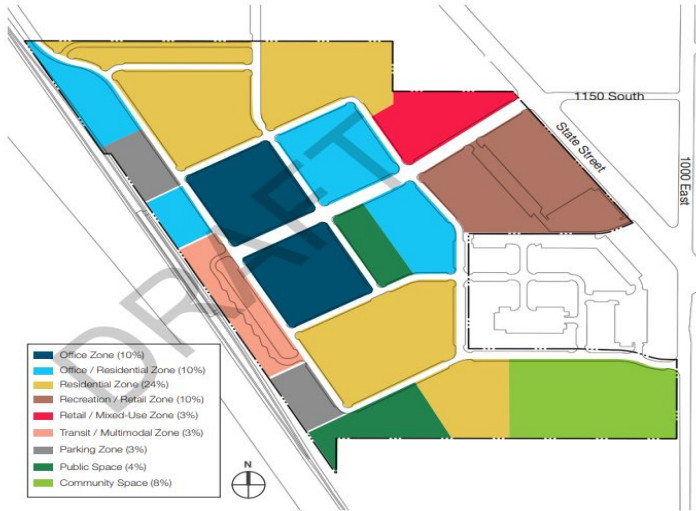 1150 South
State Street
1000 East
DRAFT
Office Zone (10%)
Office / Residential Zone (10%)
Residential Zone (24%)
Recreation / Retail Zone (10%)
Retail / Mixed-Use Zone (3%)
Transit / Multimodal Zone (3%)
Parking Zone (3%)
Public Space (4%)
Community Space (8%)
N